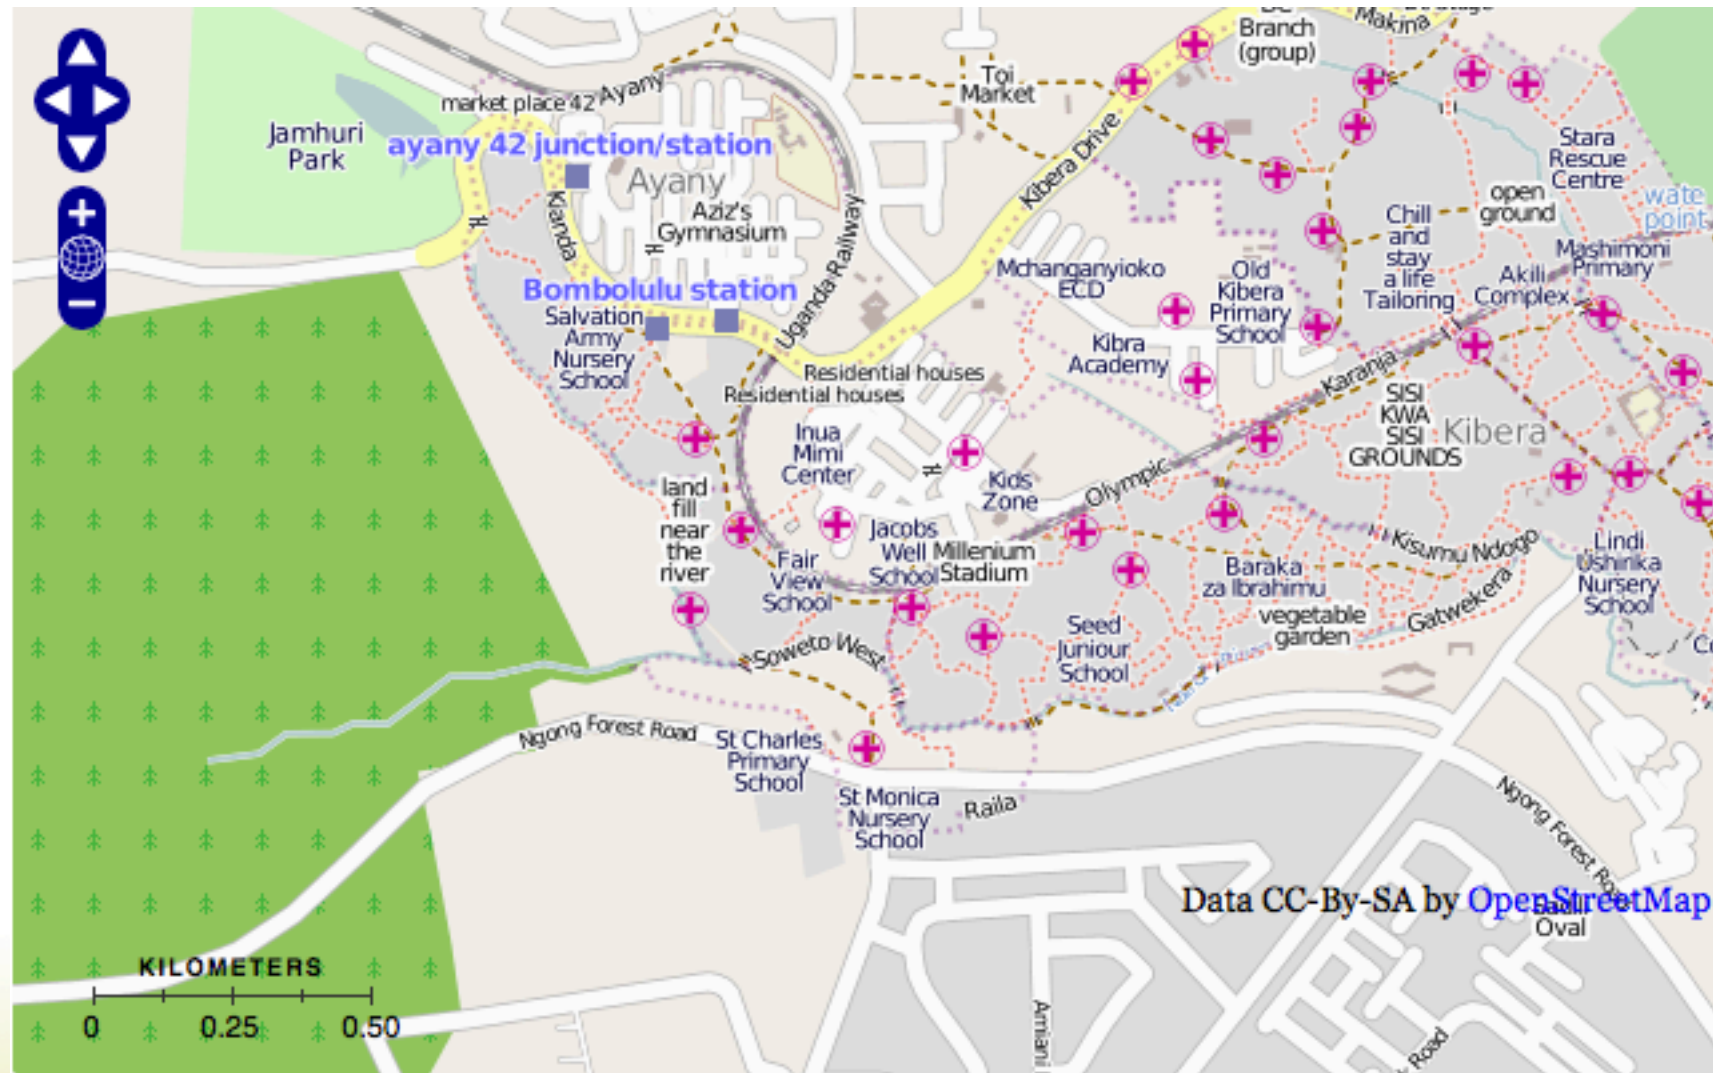 Branch
(group)
Makina
Toi
Market
market place 42
Ayany
Jamhuri
Park
ayany 42 junction/station
Ayany
Aziz's
Gymnasium
Kianda
Kibera Drive
Stara
Rescue
Centre
open
ground
wate
point
Chill
and
stay
a life
Tailoring
Mashimoni
Primary
Akili
Complex
Mchanganyioko
ECD
Old
Kibera
Primary
School
Uganda Railway
Bombolulu station
Salvation
Army
Nursery
School
Kibra
Academy
Residential houses
Residential houses
Karanja
SISI
KWA
SISI
GROUNDS
Kibera
Inua
Mimi
Center
Kids
Zone
Olympic
land
fill
near
the
river
Jacobs
Well
School
Millenium
Stadium
Fair
View
School
Kisumu Ndogo
Baraka
za Ibrahimu
Lindi
Ushirika
Nursery
School
vegetable
garden
Gatwekera
Seed
Juniour
School
Soweto West
Ngong Forest Road
St Charles
Primary
School
St Monica
Nursery
School
Raila
Ngong Forest Road
Data CC-By-SA by OpenStreetMap
Oval
KILOMETERS
0 0.25 0.50
Amiani
Road